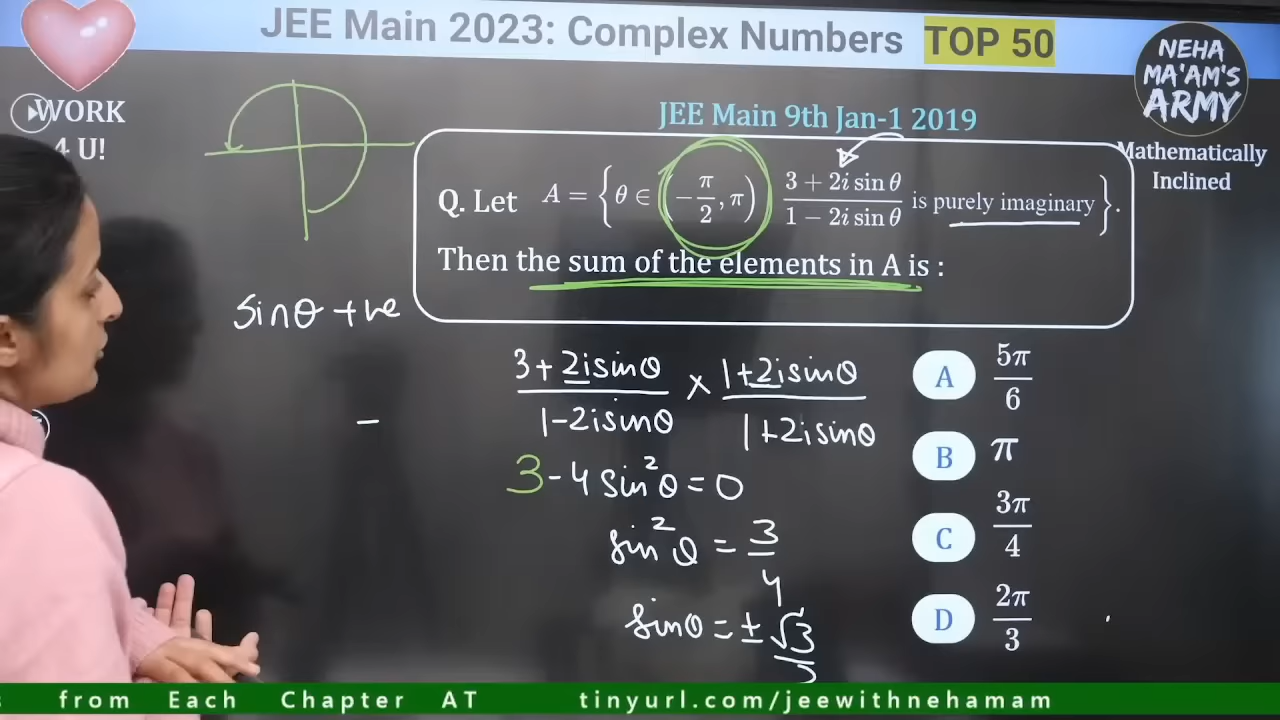 JEE Main 2023: Complex Numbers TOP 50
WORK
4 U!
NEHA
MA'AM'S
ARMY
Mathematically
Inclined
JEE Main 9th Jan-1 2019
Q. Let A = { θ ∈ (−π/2, π) (3 + 2i sin θ)/(1 − 2i sin θ) is purely imaginary }.
Then the sum of the elements in A is :
sinθ +ve
−
(3+2isinθ)/(1-2isinθ) × (1+2isinθ)/(1+2isinθ)
3-4 sin²θ = 0
sin²θ = 3/4
sinθ = ± √3/2
A 5π/6
B π
C 3π/4
D 2π/3
from Each Chapter AT tinyurl.com/jeewithnehamam